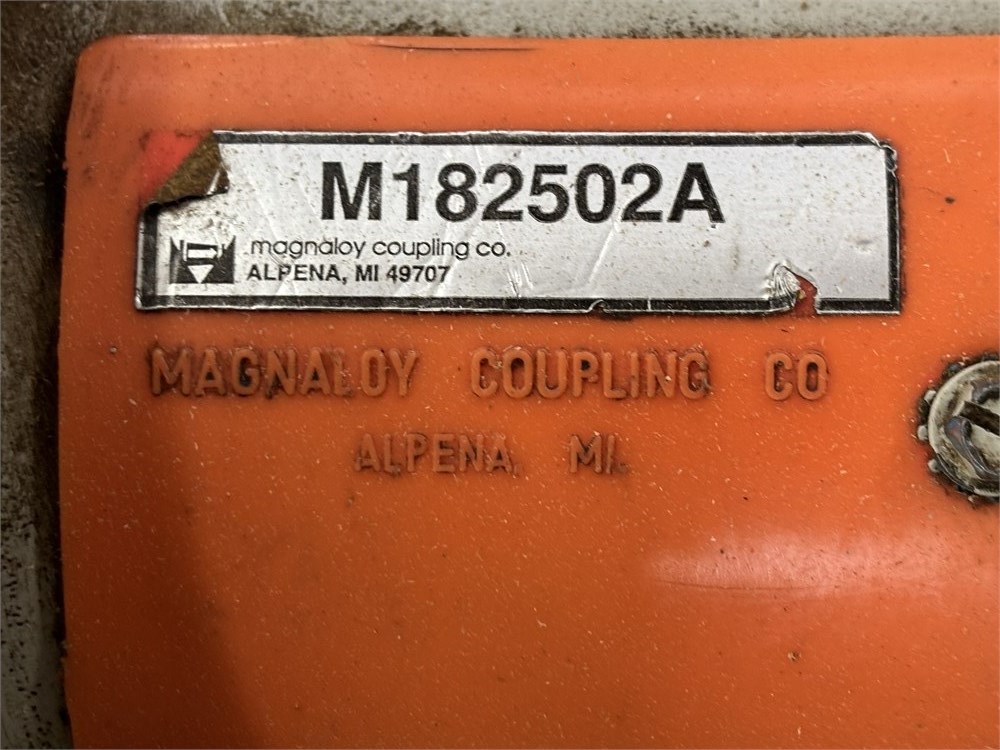 M182502A
magnaloy coupling co.
ALPENA, MI 49707
MAGNALOY COUPLING CO
ALPENA, MI.